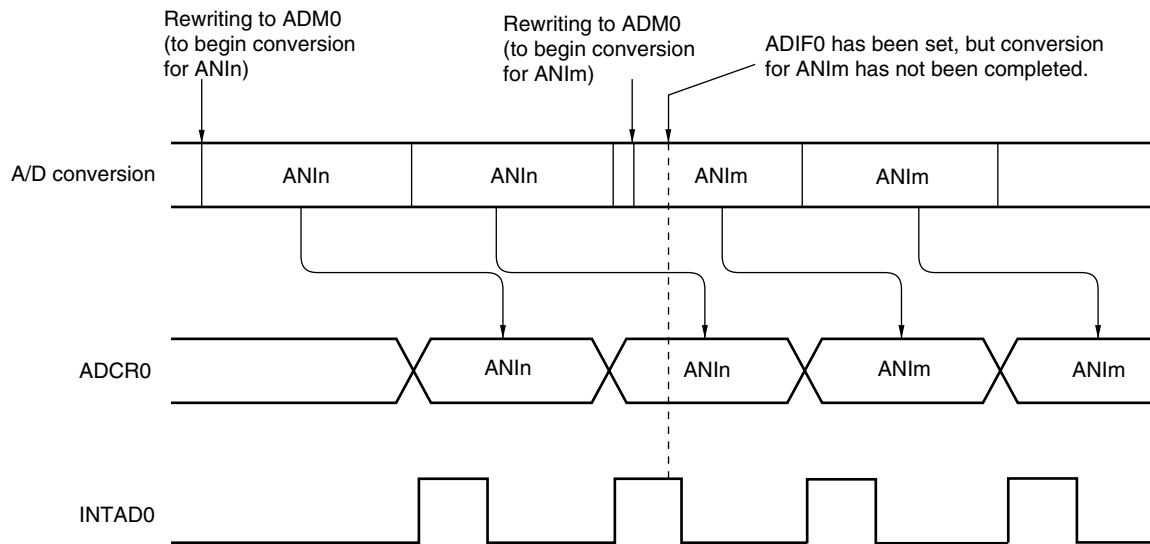 Rewriting to ADM0
(to begin conversion
for ANIn)
Rewriting to ADM0
(to begin conversion
for ANIm)
ADIF0 has been set, but conversion
for ANIm has not been completed.
A/D conversion
ANIn
ANIn
ANIm
ANIm
ADCR0
ANIn
ANIn
ANIm
ANIm
INTAD0